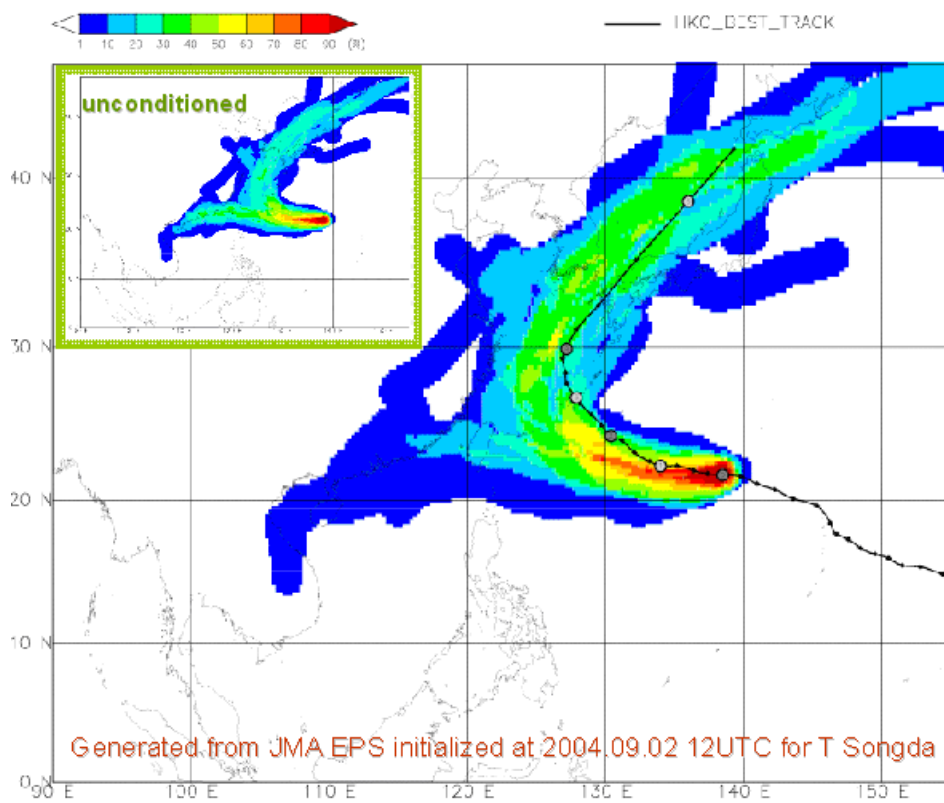 1 10 20 30 40 50 60 70 80 90 (%)
HKO_BEST_TRACK
unconditioned
40 N
30 N
20 N
10 N
Generated from JMA EPS initialized at 2004.09.02 12UTC for T Songda
0 N
90 E 100 E 110 E 120 E 130 E 140 E 150 E